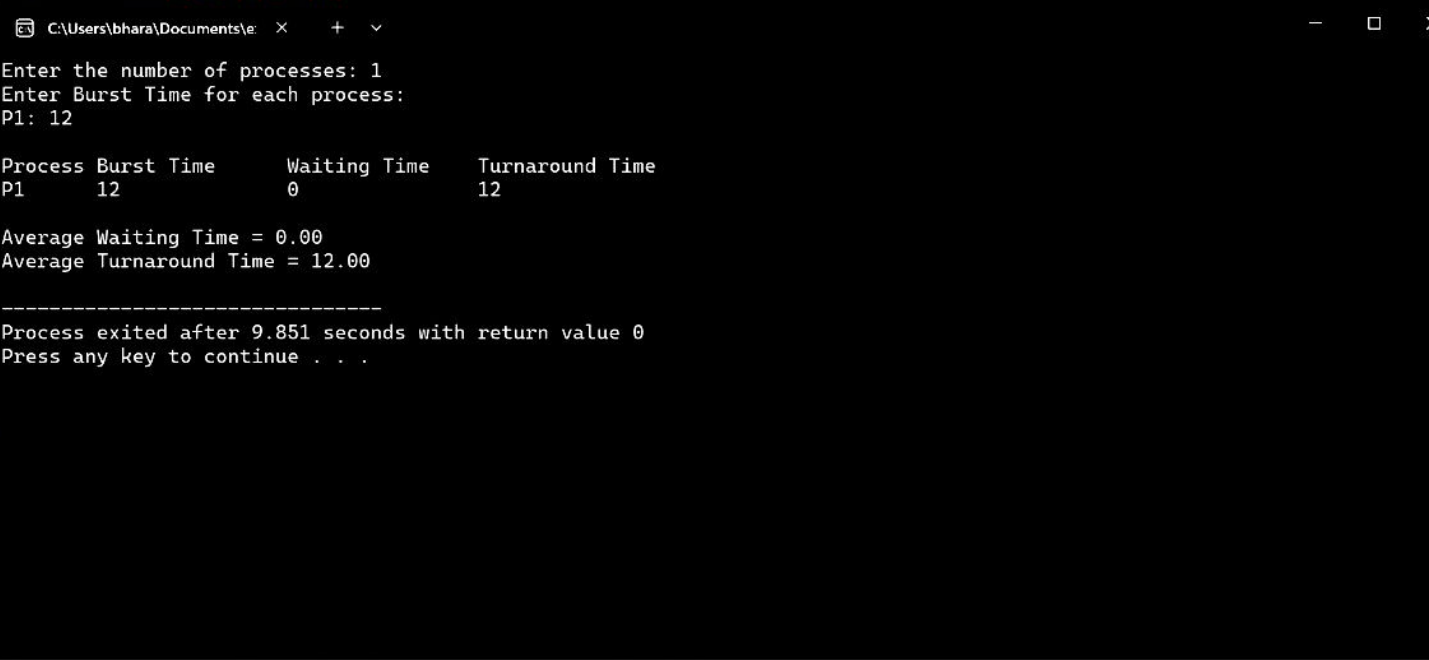 C:\Users\bhara\Documents\e:
Enter the number of processes: 1
Enter Burst Time for each process:
P1: 12
Process Burst Time Waiting Time Turnaround Time
P1 12 0 12
Average Waiting Time = 0.00
Average Turnaround Time = 12.00
--------------------------------
Process exited after 9.851 seconds with return value 0
Press any key to continue . . .